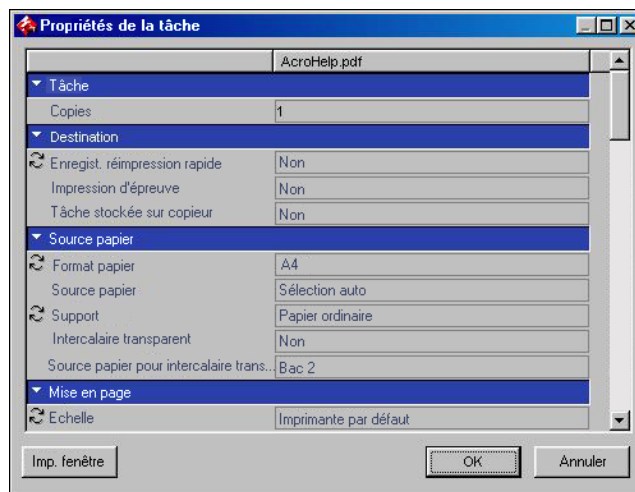 Propriétés de la tâche
AcroHelp.pdf
Tâche
Copies 1
Destination
Enregist. réimpression rapide Non
Impression d'épreuve Non
Tâche stockée sur copieur Non
Source papier
Format papier A4
Source papier Sélection auto
Support Papier ordinaire
Intercalaire transparent Non
Source papier pour intercalaire trans... Bac 2
Mise en page
Echelle Imprimante par défaut
Imp. fenêtre OK Annuler